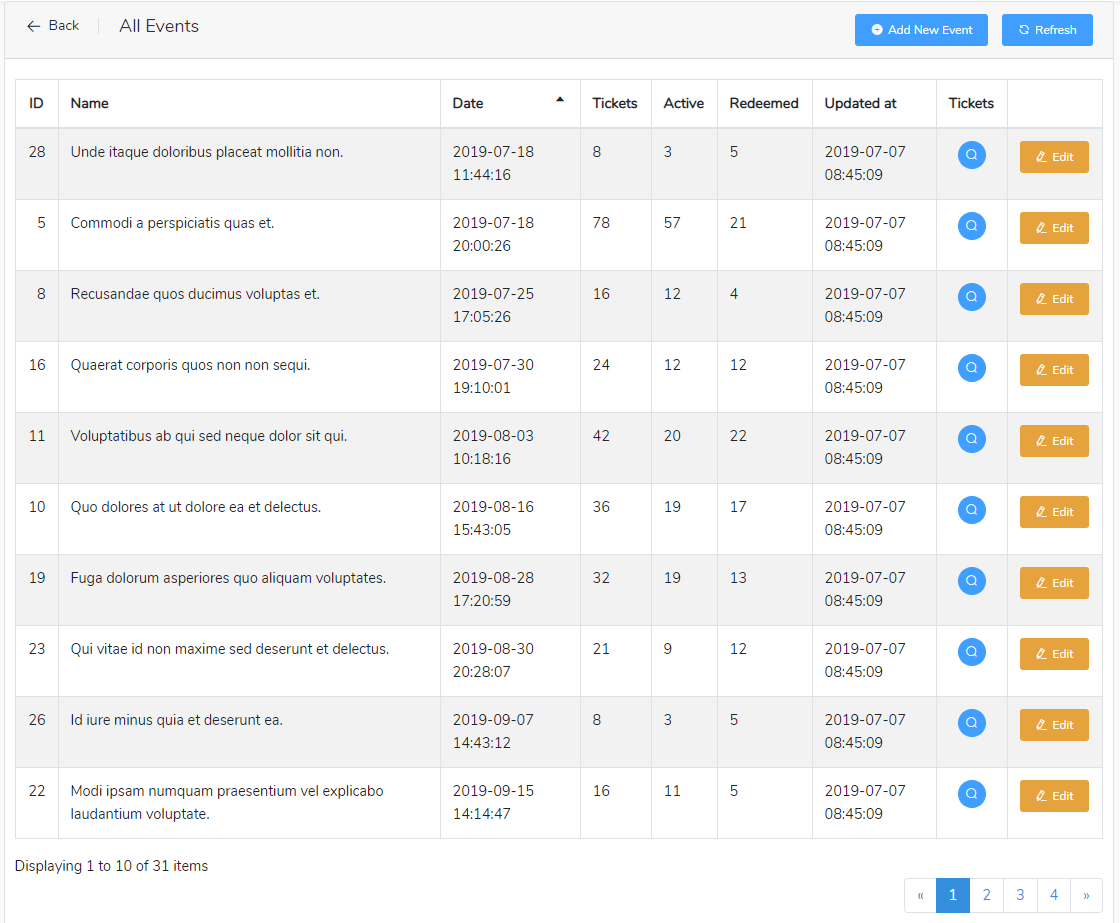 Back All Events Add New Event Refresh
ID Name Date Tickets Active Redeemed Updated at Tickets
28 Unde itaque doloribus placeat mollitia non. 2019-07-18 8 3 5 2019-07-07 Edit
11:44:16 08:45:09
5 Commodi a perspiciatis quas et. 2019-07-18 78 57 21 2019-07-07 Edit
20:00:26 08:45:09
8 Recusandae quos ducimus voluptas et. 2019-07-25 16 12 4 2019-07-07 Edit
17:05:26 08:45:09
16 Quaerat corporis quos non non sequi. 2019-07-30 24 12 12 2019-07-07 Edit
19:10:01 08:45:09
11 Voluptatibus ab qui sed neque dolor sit qui. 2019-08-03 42 20 22 2019-07-07 Edit
10:18:16 08:45:09
10 Quo dolores at ut dolore ea et delectus. 2019-08-16 36 19 17 2019-07-07 Edit
15:43:05 08:45:09
19 Fuga dolorum asperiores quo aliquam voluptates. 2019-08-28 32 19 13 2019-07-07 Edit
17:20:59 08:45:09
23 Qui vitae id non maxime sed deserunt et delectus. 2019-08-30 21 9 12 2019-07-07 Edit
20:28:07 08:45:09
26 Id iure minus quia et deserunt ea. 2019-09-07 8 3 5 2019-07-07 Edit
14:43:12 08:45:09
22 Modi ipsam numquam praesentium vel explicabo 2019-09-15 16 11 5 2019-07-07 Edit
laudantium voluptate. 14:14:47 08:45:09
Displaying 1 to 10 of 31 items
« 1 2 3 4 »